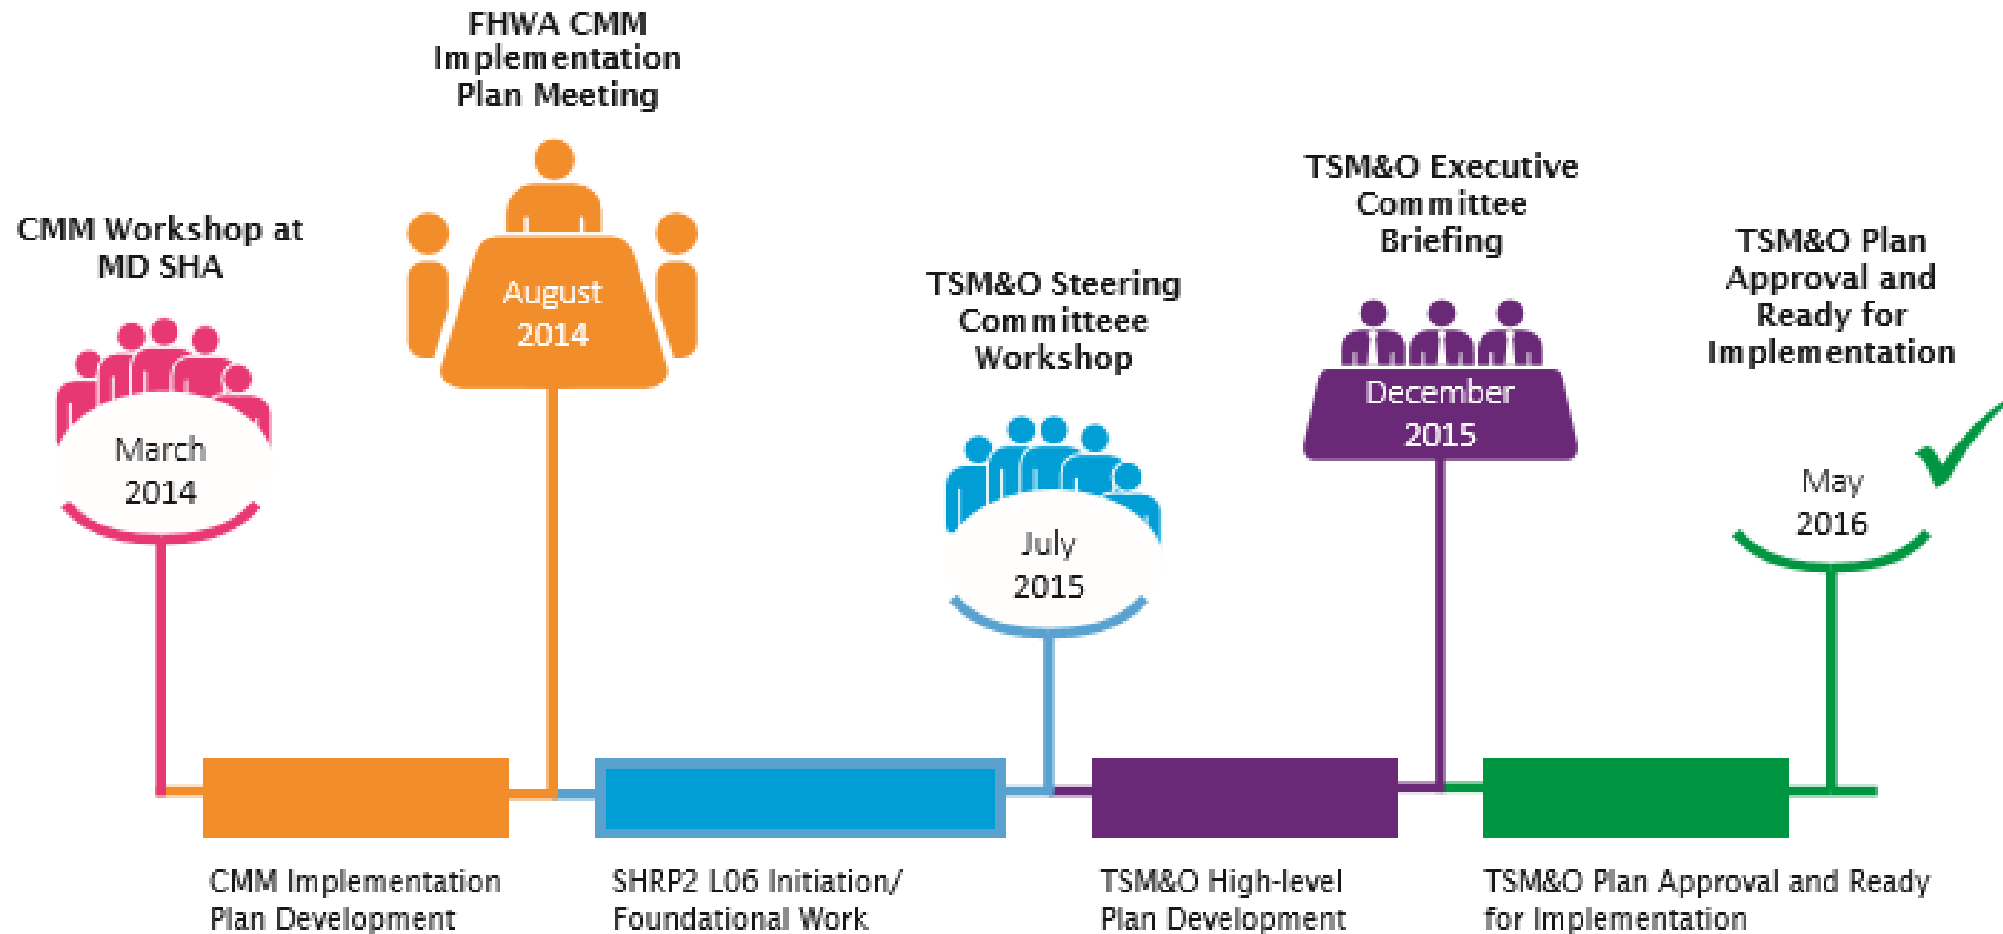 FHWA CMM
Implementation
Plan Meeting
August
2014
CMM Workshop at
MD SHA
March
2014
TSM&O Steering
Committeee
Workshop
July
2015
TSM&O Executive
Committee
Briefing
December
2015
TSM&O Plan
Approval and
Ready for
Implementation
May
2016
CMM Implementation
Plan Development
SHRP2 L06 Initiation/
Foundational Work
TSM&O High-level
Plan Development
TSM&O Plan Approval and Ready
for Implementation